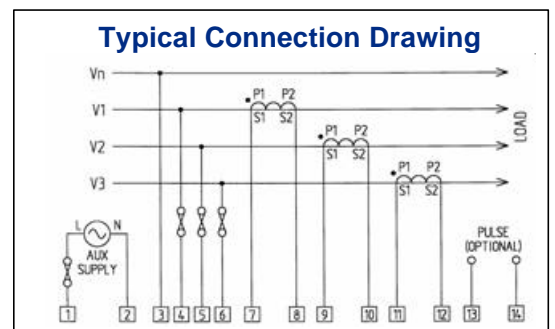 Typical Connection Drawing
Vn
P1 P2
V1
S1 S2
P1 P2
V2
S1 S2
P1 P2
V3
S1 S2
LOAD
L N
AUX
SUPPLY
PULSE
(OPTIONAL)
1 2 3 4 5 6 7 8 9 10 11 12 13 14